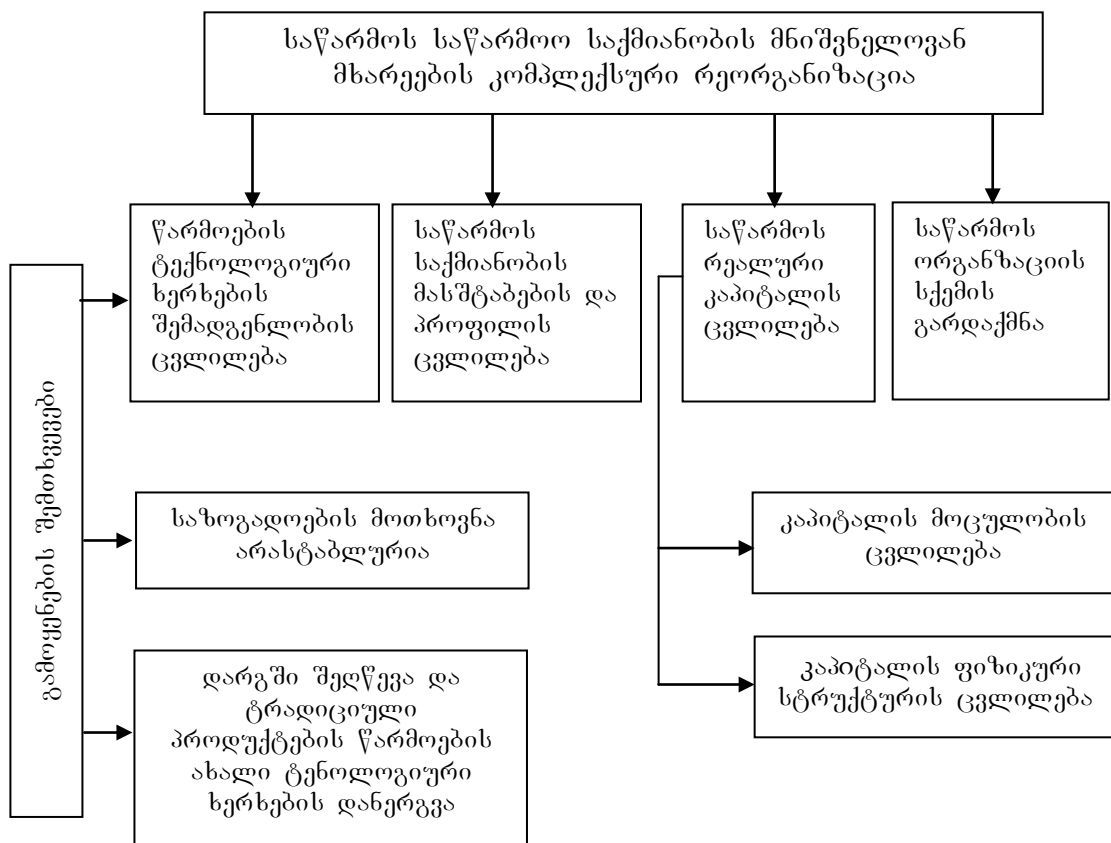 საწარმოს საწარმოო საქმიანობის მნიშვნელოვან
მხარეების კომპლექსური რეორგანიზაცია
წარმოების
ტექნოლოგიური
ხერხების
შემადგენლობის
ცვლილება
საწარმოს
საქმიანობის
მასშტაბების და
პროფილის
ცვლილება
საწარმოს
რეალური
კაპიტალის
ცვლილება
საწარმოს
ორგანზაციის
სქემის
გარდაქმნა
გამოყენების შემთხვევები
საზოგადოების მოთხოვნა
არასტაბლურია
კაპიტალის მოცულობის
ცვლილება
დარგში შეღწევა და
ტრადიციული
პროდუქტების წარმოების
ახალი ტენოლოგიური
ხერხების დანერგვა
კაპიტალის ფიზიკური
სტრუქტურის ცვლილება